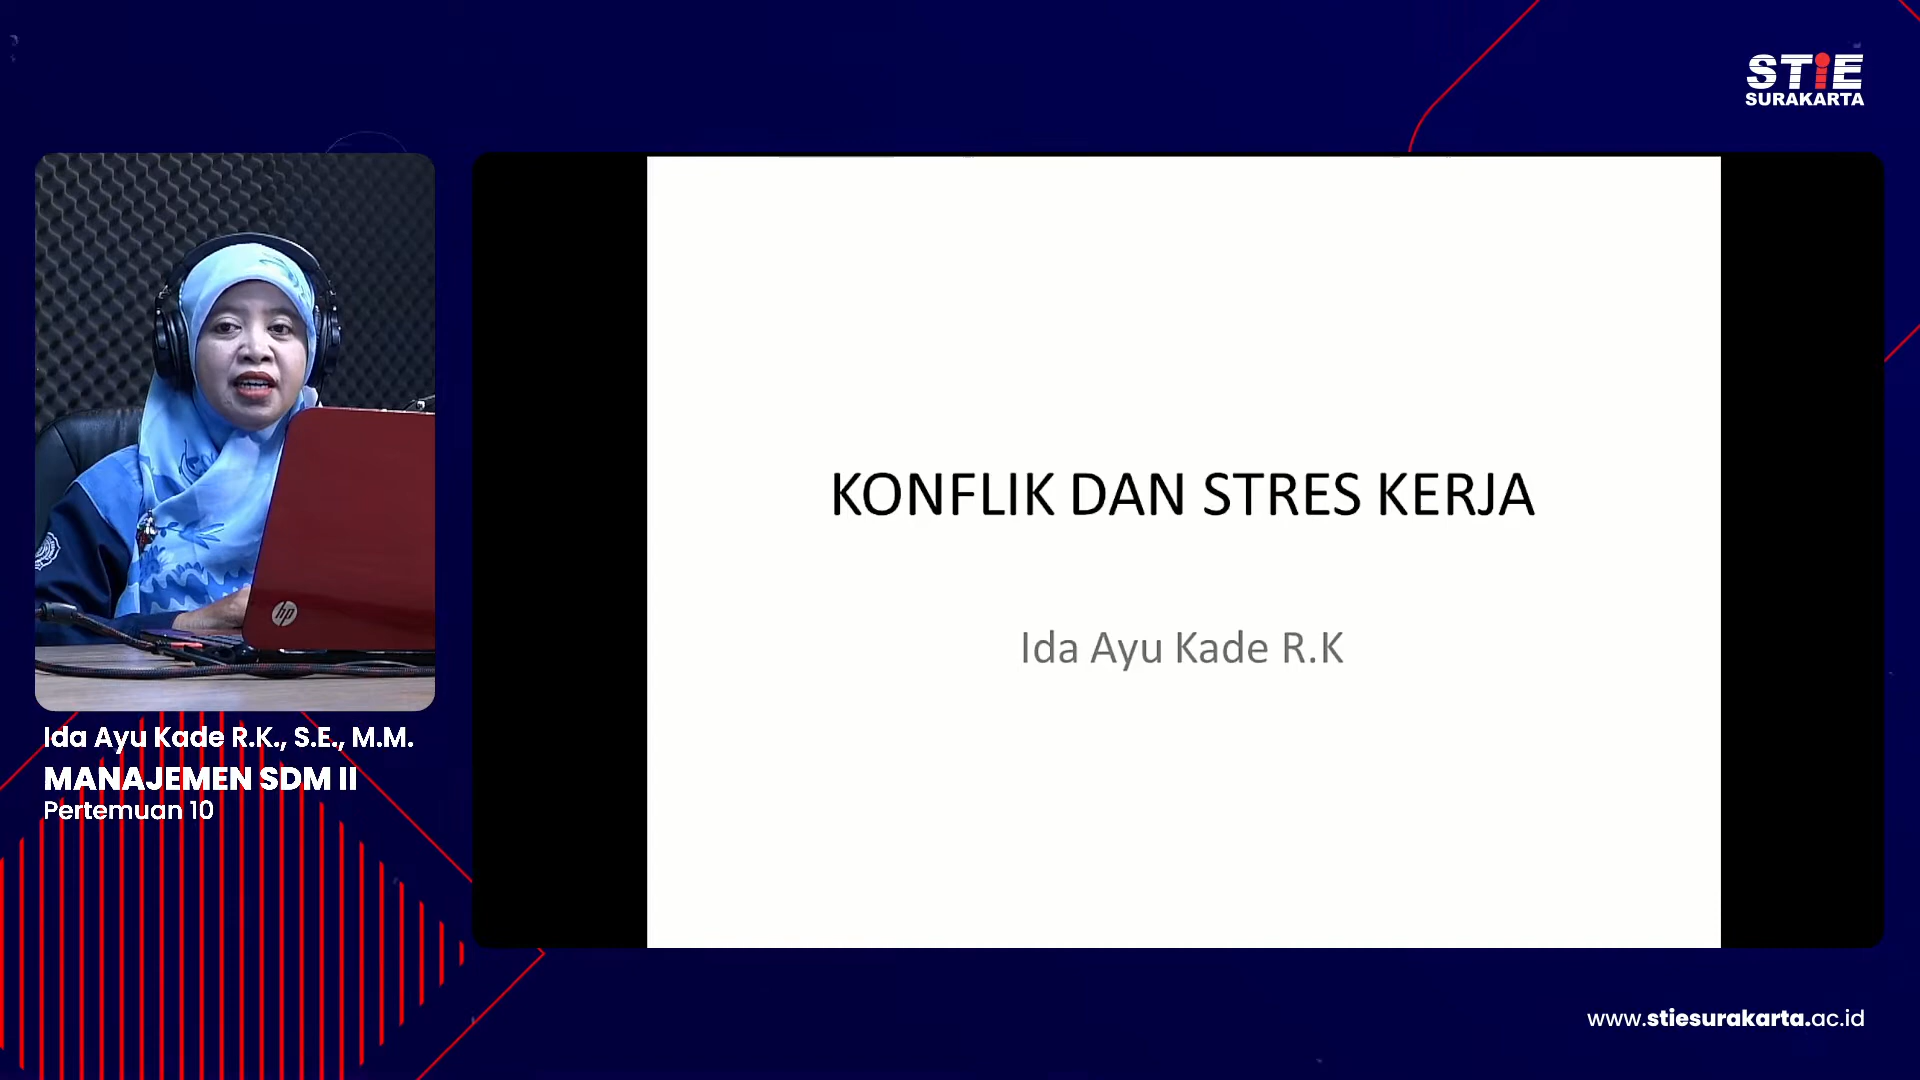 STiE
SURAKARTA
KONFLIK DAN STRES KERJA
Ida Ayu Kade R.K
hp
Ida Ayu Kade R.K., S.E., M.M.
MANAJEMEN SDM II
Pertemuan 10
www.stiesurakarta.ac.id